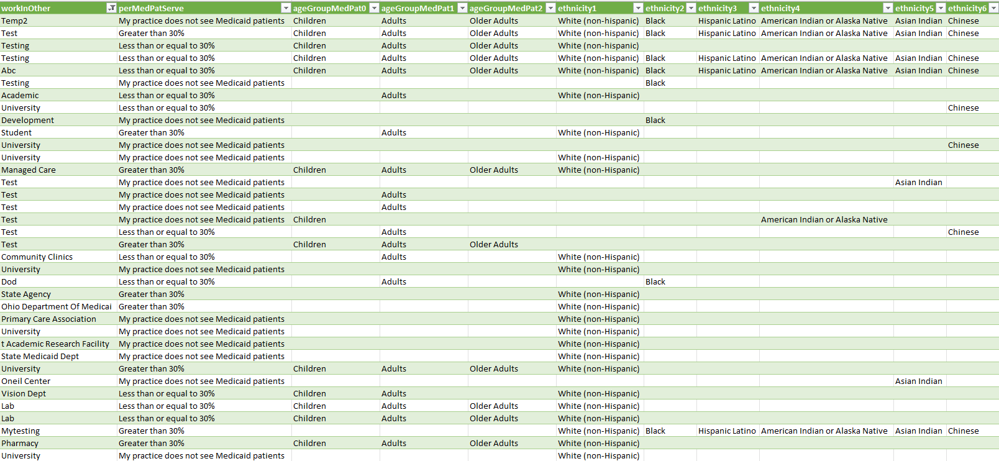 workInOther perMedPatServe ageGroupMedPat0 ageGroupMedPat1 ageGroupMedPat2 ethnicity1 ethnicity2 ethnicity3 ethnicity4 ethnicity5 ethnicity6
Temp2 My practice does not see Medicaid patients Children Adults Older Adults White (non-hispanic) Black Hispanic Latino American Indian or Alaska Native Asian Indian Chinese
Test Greater than 30% Children Adults Older Adults White (non-hispanic) Black Hispanic Latino American Indian or Alaska Native Asian Indian Chinese
Testing Less than or equal to 30% Children Adults Older Adults White (non-hispanic)
Testing Less than or equal to 30% Children Adults Older Adults White (non-hispanic) Black Hispanic Latino American Indian or Alaska Native Asian Indian Chinese
Abc Less than or equal to 30% Children Adults Older Adults White (non-hispanic) Black Hispanic Latino American Indian or Alaska Native Asian Indian Chinese
Testing My practice does not see Medicaid patients Black
Academic Less than or equal to 30% Adults White (non-Hispanic)
University Less than or equal to 30% Chinese
Development My practice does not see Medicaid patients Black
Student Greater than 30% Adults White (non-Hispanic)
University My practice does not see Medicaid patients Chinese
University My practice does not see Medicaid patients White (non-Hispanic)
Managed Care Greater than 30% Children Adults Older Adults White (non-Hispanic)
Test My practice does not see Medicaid patients Asian Indian
Test My practice does not see Medicaid patients Adults
Test My practice does not see Medicaid patients Adults
Test My practice does not see Medicaid patients Children American Indian or Alaska Native
Test Less than or equal to 30% Adults Chinese
Test Greater than 30% Children Adults Older Adults
Community Clinics Less than or equal to 30% Adults White (non-Hispanic)
University My practice does not see Medicaid patients White (non-Hispanic)
Dod Less than or equal to 30% Adults Black
State Agency Greater than 30% White (non-Hispanic)
Ohio Department Of Medicai Greater than 30% White (non-Hispanic)
Primary Care Association My practice does not see Medicaid patients White (non-Hispanic)
University My practice does not see Medicaid patients White (non-Hispanic)
t Academic Research Facility My practice does not see Medicaid patients White (non-Hispanic)
State Medicaid Dept My practice does not see Medicaid patients White (non-Hispanic)
University Greater than 30% Children Adults Older Adults White (non-Hispanic)
Oneil Center My practice does not see Medicaid patients Asian Indian
Vision Dept Less than or equal to 30% Children Adults White (non-Hispanic)
Lab Less than or equal to 30% Children Adults Older Adults White (non-Hispanic)
Lab Less than or equal to 30% Children Adults Older Adults White (non-Hispanic)
Mytesting Greater than 30% White (non-Hispanic) Black Hispanic Latino American Indian or Alaska Native Asian Indian Chinese
Pharmacy Greater than 30% Children Adults Older Adults White (non-Hispanic)
University My practice does not see Medicaid patients White (non-Hispanic)